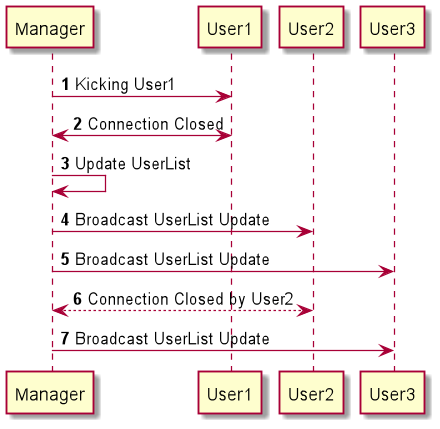 Manager User1 User2 User3
1 Kicking User1
2 Connection Closed
3 Update UserList
4 Broadcast UserList Update
5 Broadcast UserList Update
6 Connection Closed by User2
7 Broadcast UserList Update
Manager User1 User2 User3